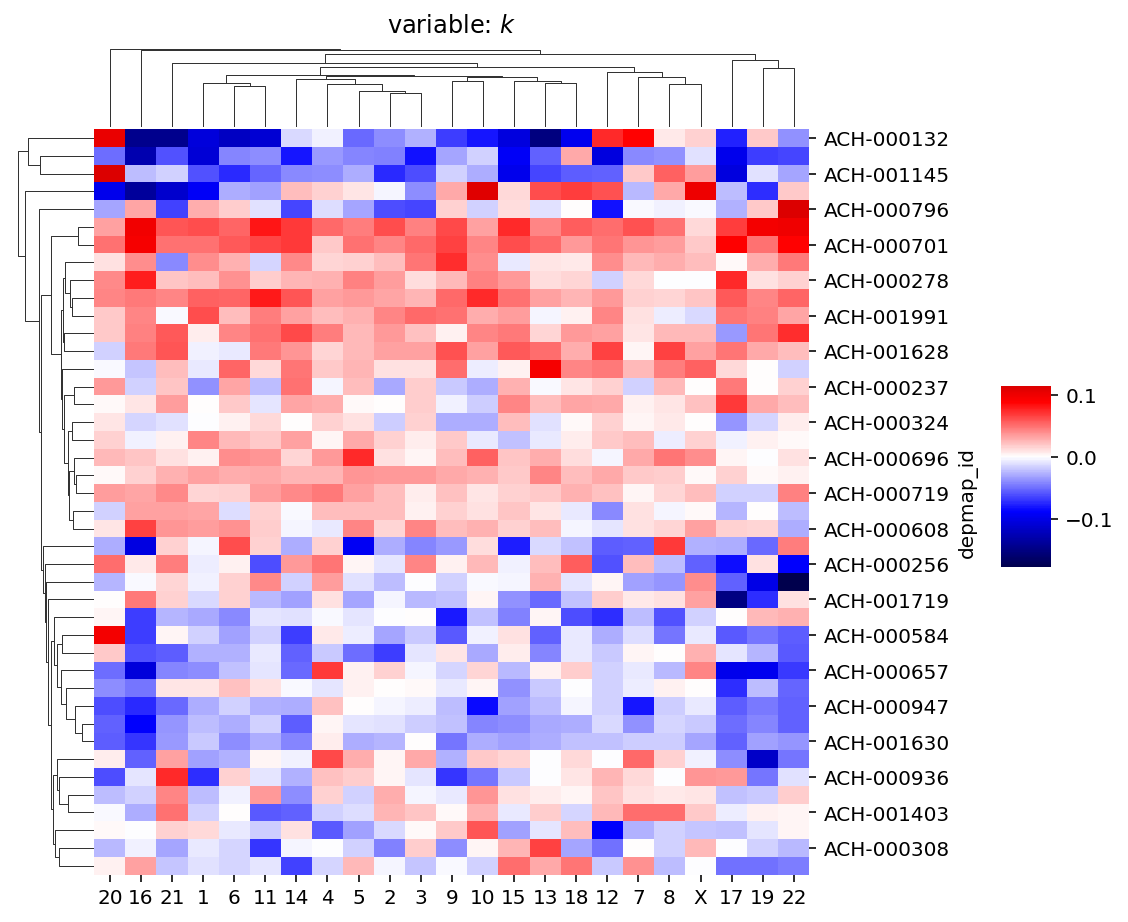 variable: k
ACH-000132
ACH-001145
ACH-000796
ACH-000701
ACH-000278
ACH-001991
ACH-001628
ACH-000237
ACH-000324
ACH-000696
ACH-000719
ACH-000608
ACH-000256
ACH-001719
ACH-000584
ACH-000657
ACH-000947
ACH-001630
ACH-000936
ACH-001403
ACH-000308
depmap_id
0.1
0.0
−0.1
20 16 21 1 6 11 14 4 5 2 3 9 10 15 13 18 12 7 8 X 17 19 22